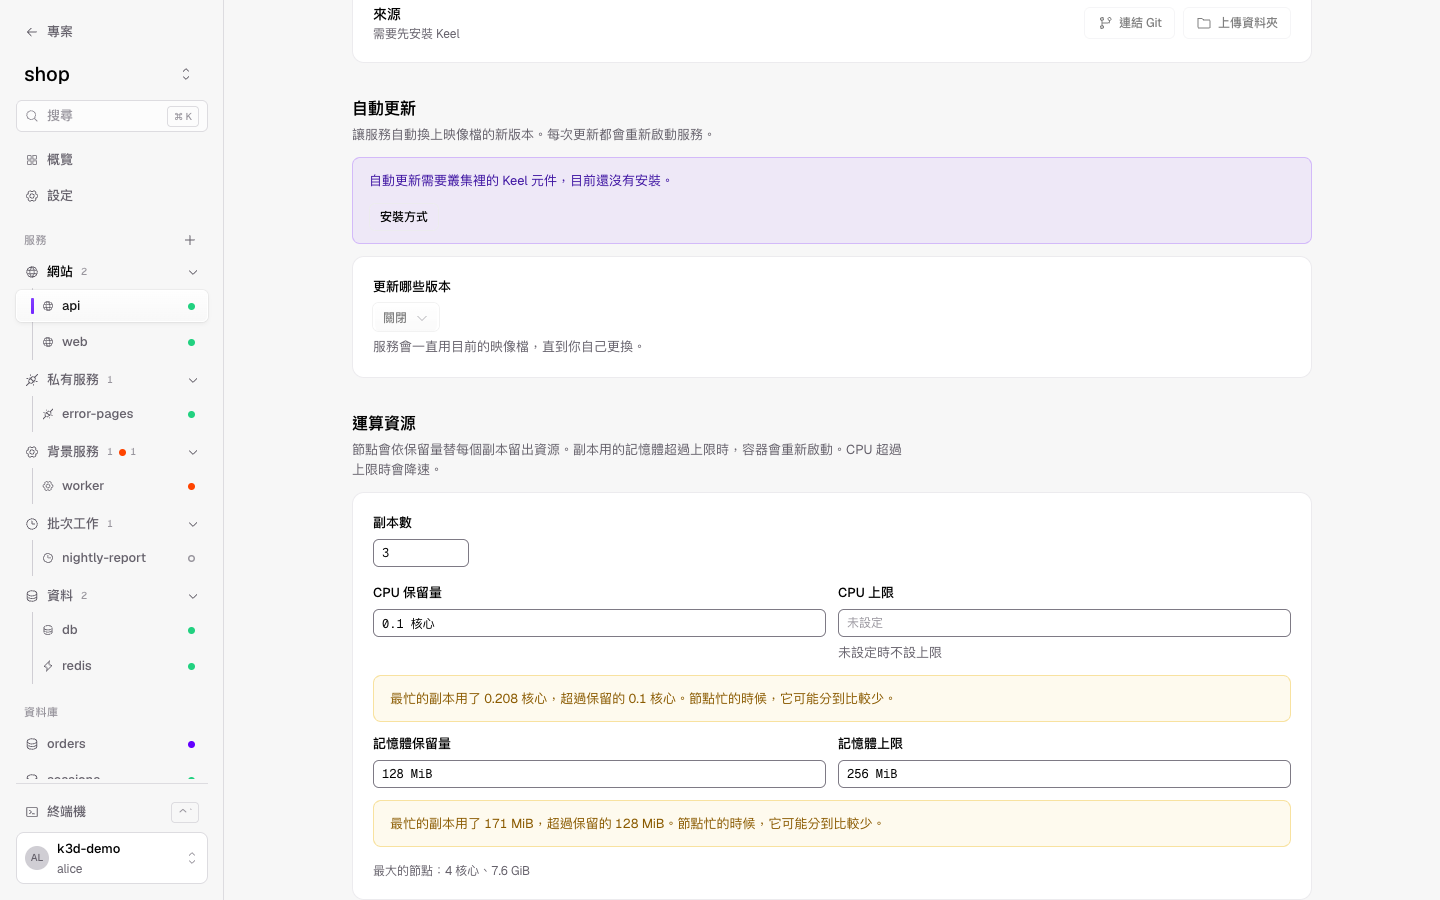 專案
shop
搜尋
⌘ K
概覽
設定
服務
網站 2
api
web
私有服務 1
error-pages
背景服務 1 1
worker
批次工作 1
nightly-report
資料 2
db
redis
資料庫
orders
sessions
終端機
^ `
AL
k3d-demo
alice
來源
需要先安裝 Keel
連結 Git
上傳資料夾
自動更新
讓服務自動換上映像檔的新版本。每次更新都會重新啟動服務。
自動更新需要叢集裡的 Keel 元件，目前還沒有安裝。
安裝方式
更新哪些版本
關閉
服務會一直用目前的映像檔，直到你自己更換。
運算資源
節點會依保留量替每個副本留出資源。副本用的記憶體超過上限時，容器會重新啟動。CPU 超過
上限時會降速。
副本數
3
CPU 保留量
0.1 核心
CPU 上限
未設定
未設定時不設上限
最忙的副本用了 0.208 核心，超過保留的 0.1 核心。節點忙的時候，它可能分到比較少。
記憶體保留量
128 MiB
記憶體上限
256 MiB
最忙的副本用了 171 MiB，超過保留的 128 MiB。節點忙的時候，它可能分到比較少。
最大的節點：4 核心、7.6 GiB